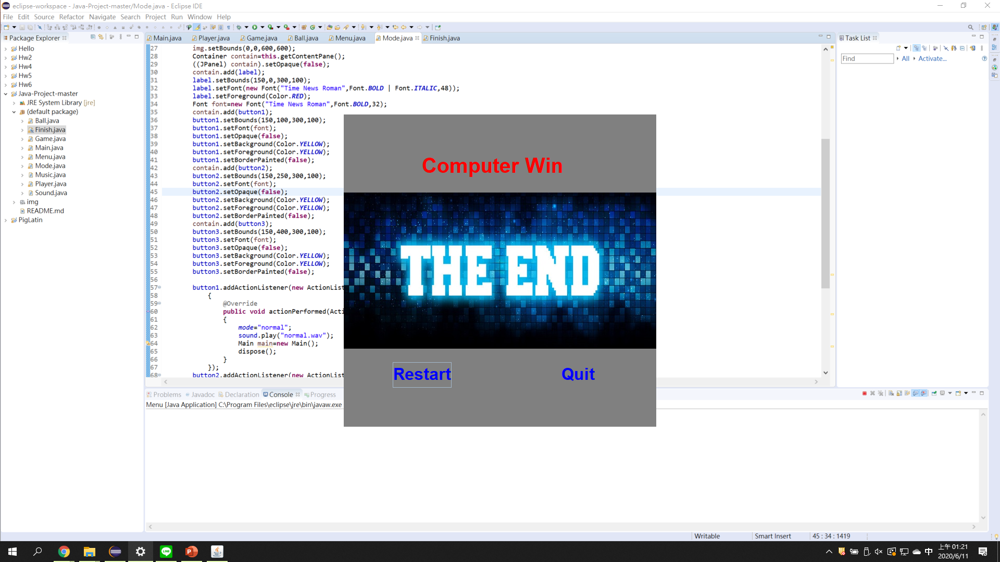 eclipse-workspace - Java-Project-master/Mode.java - Eclipse IDE
File Edit Source Refactor Navigate Search Project Run Window Help
Package Explorer
Main.java Player.java Game.java Ball.java Menu.java Mode.java Finish.java
Task List
Find All Activate...
Hello
Hw2
Hw4
Hw5
Hw6
Java-Project-master
JRE System Library [jre]
(default package)
Ball.java
Finish.java
Game.java
Main.java
Menu.java
Mode.java
Music.java
Player.java
Sound.java
img
README.md
PigLatin
27 img.setBounds(0,0,600,600);
28 Container contain=this.getContentPane();
29 ((JPanel) contain).setOpaque(false);
30 contain.add(label);
31 label.setBounds(150,0,300,100);
32 label.setFont(new Font("Time News Roman",Font.BOLD | Font.ITALIC,48));
33 label.setForeground(Color.RED);
34 Font font=new Font("Time News Roman",Font.BOLD,32);
35 contain.add(button1);
36 button1.setBounds(150,100,300,100);
37 button1.setFont(font);
38 button1.setOpaque(false);
39 button1.setBackground(Color.YELLOW);
40 button1.setForeground(Color.YELLOW);
41 button1.setBorderPainted(false);
42 contain.add(button2);
43 button2.setBounds(150,250,300,100);
44 button2.setFont(font);
45 button2.setOpaque(false);
46 button2.setBackground(Color.YELLOW);
47 button2.setForeground(Color.YELLOW);
48 button2.setBorderPainted(false);
49 contain.add(button3);
50 button3.setBounds(150,400,300,100);
51 button3.setFont(font);
52 button3.setOpaque(false);
53 button3.setBackground(Color.YELLOW);
54 button3.setForeground(Color.YELLOW);
55 button3.setBorderPainted(false);
56
57 button1.addActionListener(new ActionList
58 {
59 @Override
60 public void actionPerformed(Acti
61 {
62 mode="normal";
63 sound.play("normal.wav");
64 Main main=new Main();
65 dispose();
66 }
67 });
68 button2.addActionListener(new ActionList
Computer Win
THE END
Restart Quit
Problems Javadoc Declaration Console Progress
Menu [Java Application] C:\Program Files\eclipse\jre\bin\javaw.exe
Writable Smart Insert 45 : 34 : 1419
LINE
中
上午 01:21
2020/6/11